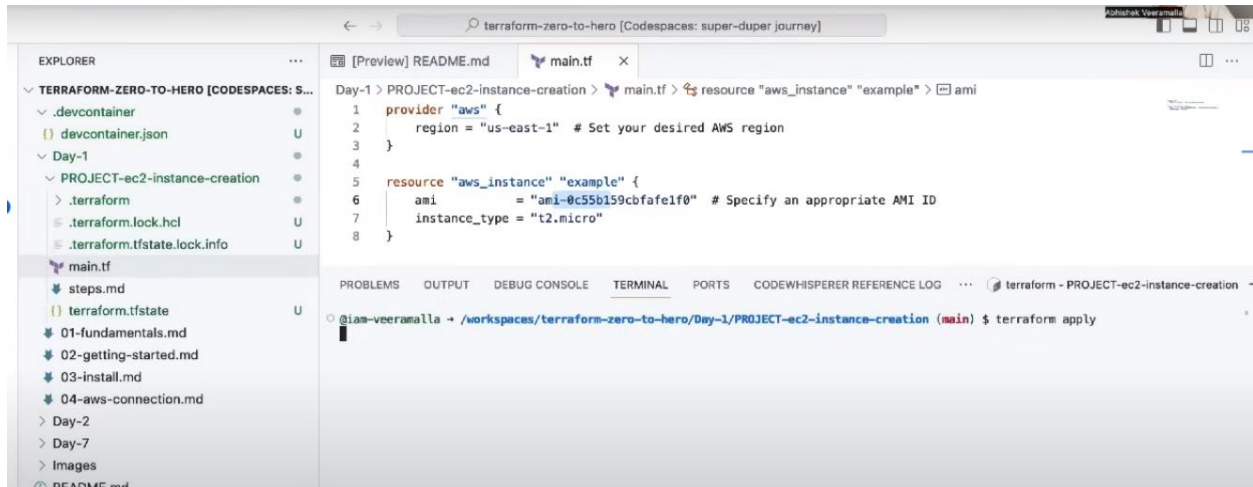 Abhishek Veeramalla
terraform-zero-to-hero [Codespaces: super-duper journey]
EXPLORER
TERRAFORM-ZERO-TO-HERO [CODESPACES: S...
.devcontainer
{} devcontainer.json U
Day-1
PROJECT-ec2-instance-creation
.terraform
.terraform.lock.hcl U
.terraform.tfstate.lock.info U
main.tf
steps.md
{} terraform.tfstate U
01-fundamentals.md
02-getting-started.md
03-install.md
04-aws-connection.md
Day-2
Day-7
Images
README.md
[Preview] README.md main.tf ×
Day-1 > PROJECT-ec2-instance-creation > main.tf > resource "aws_instance" "example" > ami
1 provider "aws" {
2 region = "us-east-1" # Set your desired AWS region
3 }
4
5 resource "aws_instance" "example" {
6 ami = "ami-0c55b159cbfafe1f0" # Specify an appropriate AMI ID
7 instance_type = "t2.micro"
8 }
PROBLEMS OUTPUT DEBUG CONSOLE TERMINAL PORTS CODEWHISPERER REFERENCE LOG ... terraform - PROJECT-ec2-instance-creation
@iam-veeramalla → /workspaces/terraform-zero-to-hero/Day-1/PROJECT-ec2-instance-creation (main) $ terraform apply